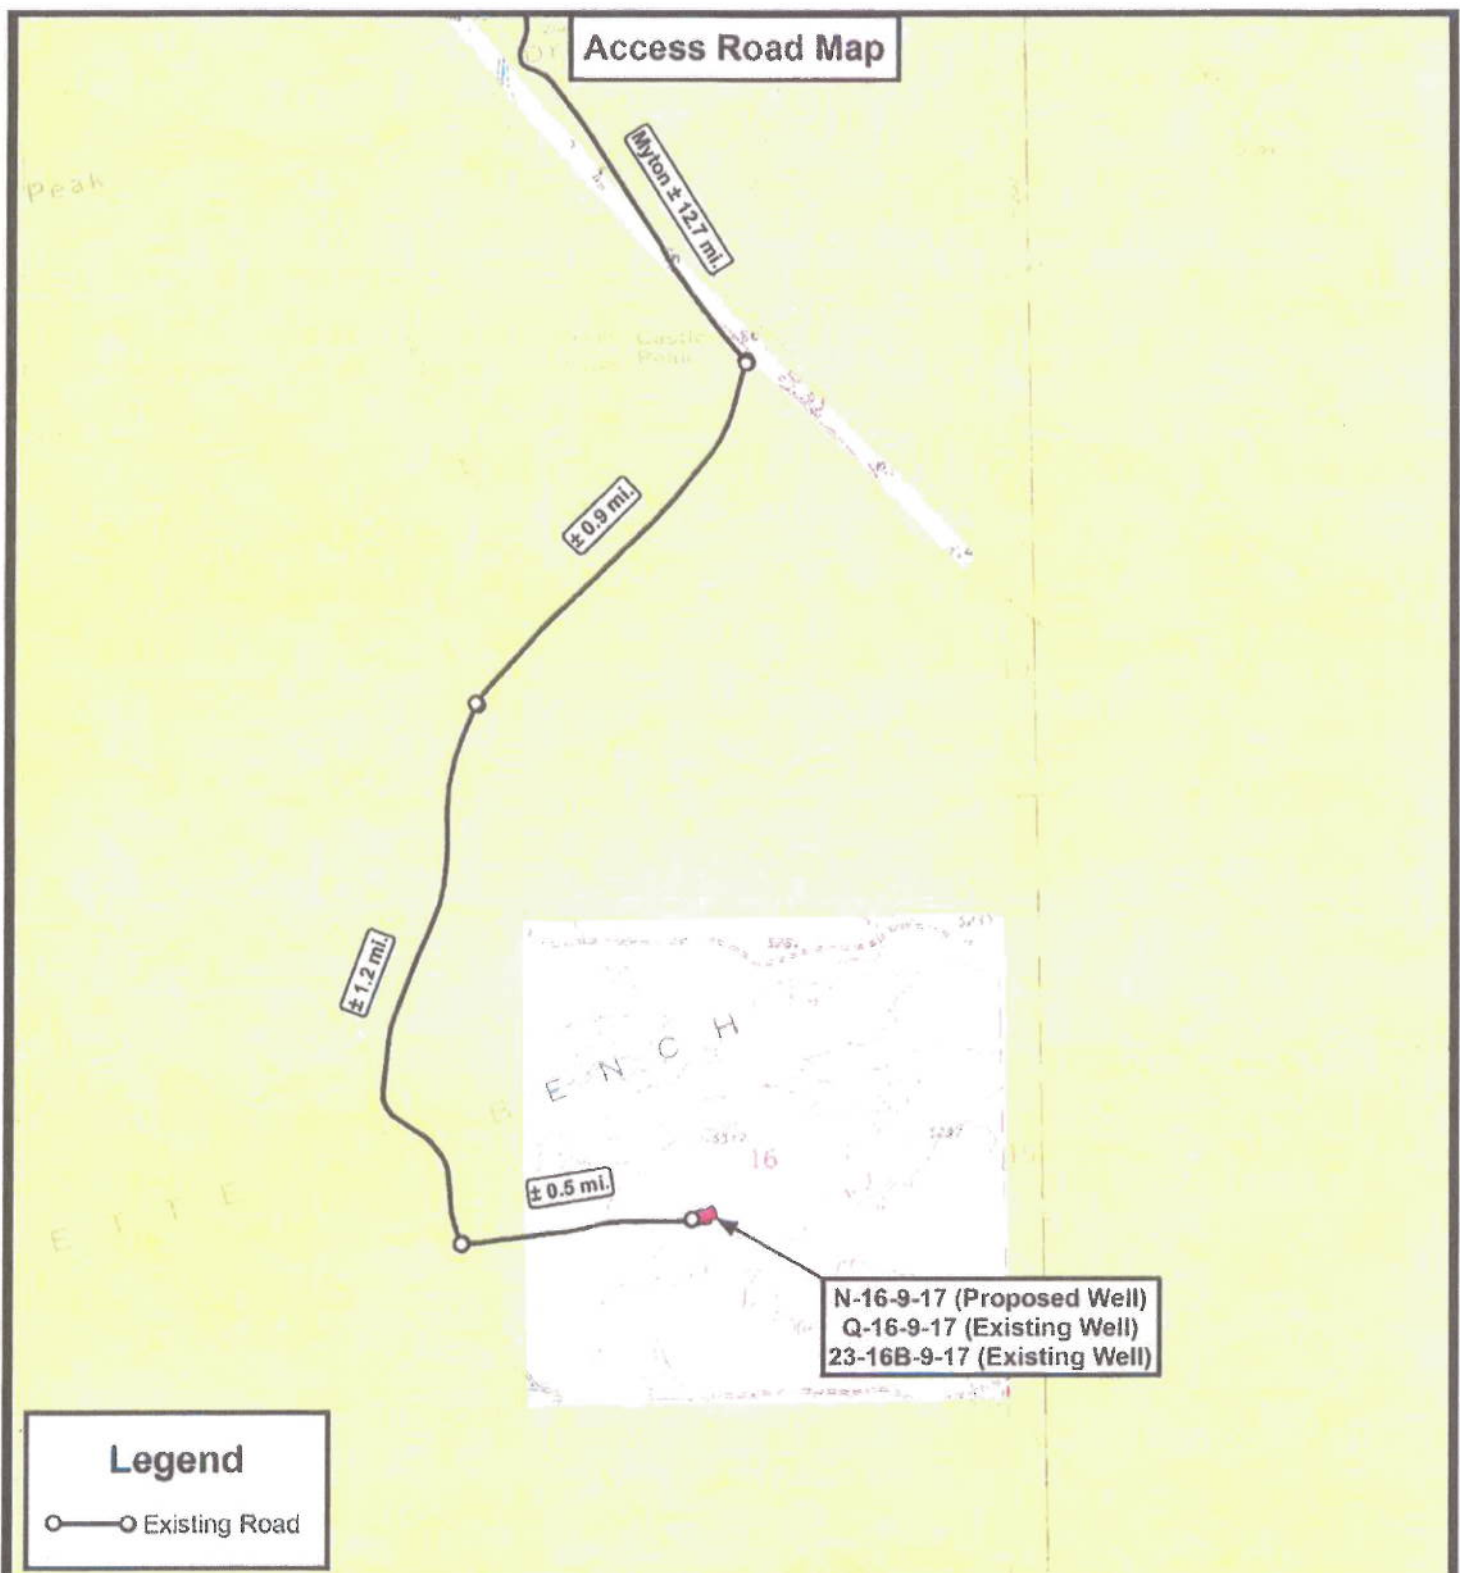 Access Road Map
Peak
Myton ± 12.7 mi.
Castle
± 0.9 mi.
± 1.2 mi.
B E N C H
16
E T T E
± 0.5 mi.
N-16-9-17 (Proposed Well)
Q-16-9-17 (Existing Well)
23-16B-9-17 (Existing Well)
Legend
Existing Road